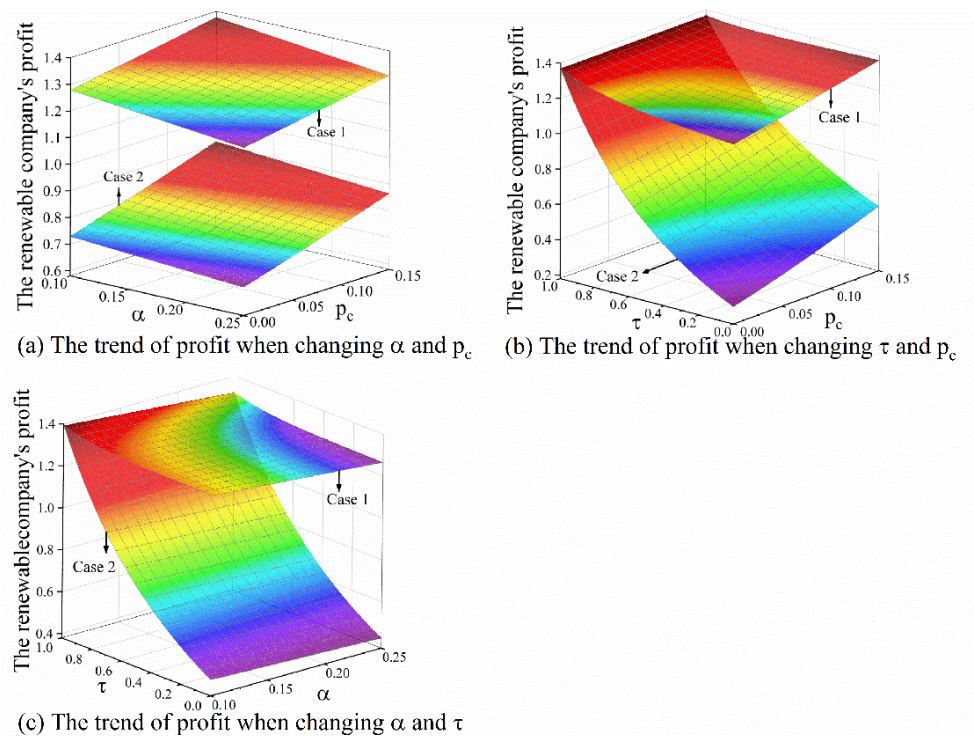 The renewable company's profit
1.4
1.3
1.2
1.1
1.0
0.9
0.8
0.7
0.6
0.10
0.15
0.20
0.25
α
0.00
0.05
0.10
0.15
p_c
Case 1
Case 2
(a) The trend of profit when changing α and p_c
The renewable company's profit
1.4
1.2
1.0
0.8
0.6
0.4
0.2
1.0
0.8
0.6
0.4
0.2
0.0
τ
0.00
0.05
0.10
0.15
p_c
Case 1
Case 2
(b) The trend of profit when changing τ and p_c
The renewablecompany's profit
1.4
1.2
1.0
0.8
0.6
0.4
1.0
0.8
0.6
0.4
0.2
0.0
τ
0.10
0.15
0.20
0.25
α
Case 1
Case 2
(c) The trend of profit when changing α and τ